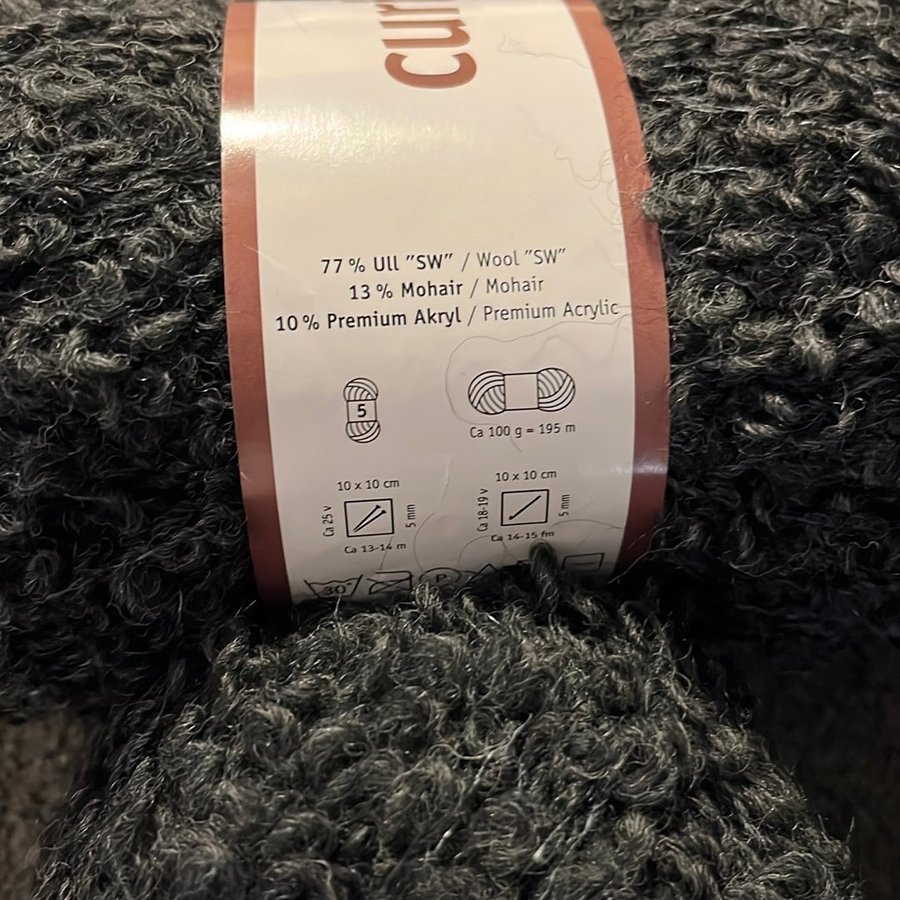 77 % Ull "SW" / Wool "SW"
13 % Mohair / Mohair
10 % Premium Akryl / Premium Acrylic
5
Ca 100 g = 195 m
10 x 10 cm
Ca 25 v
5 mm
Ca 13-14 m
10 x 10 cm
Ca 18-19 v
5 mm
Ca 14-15 fm
30°
P